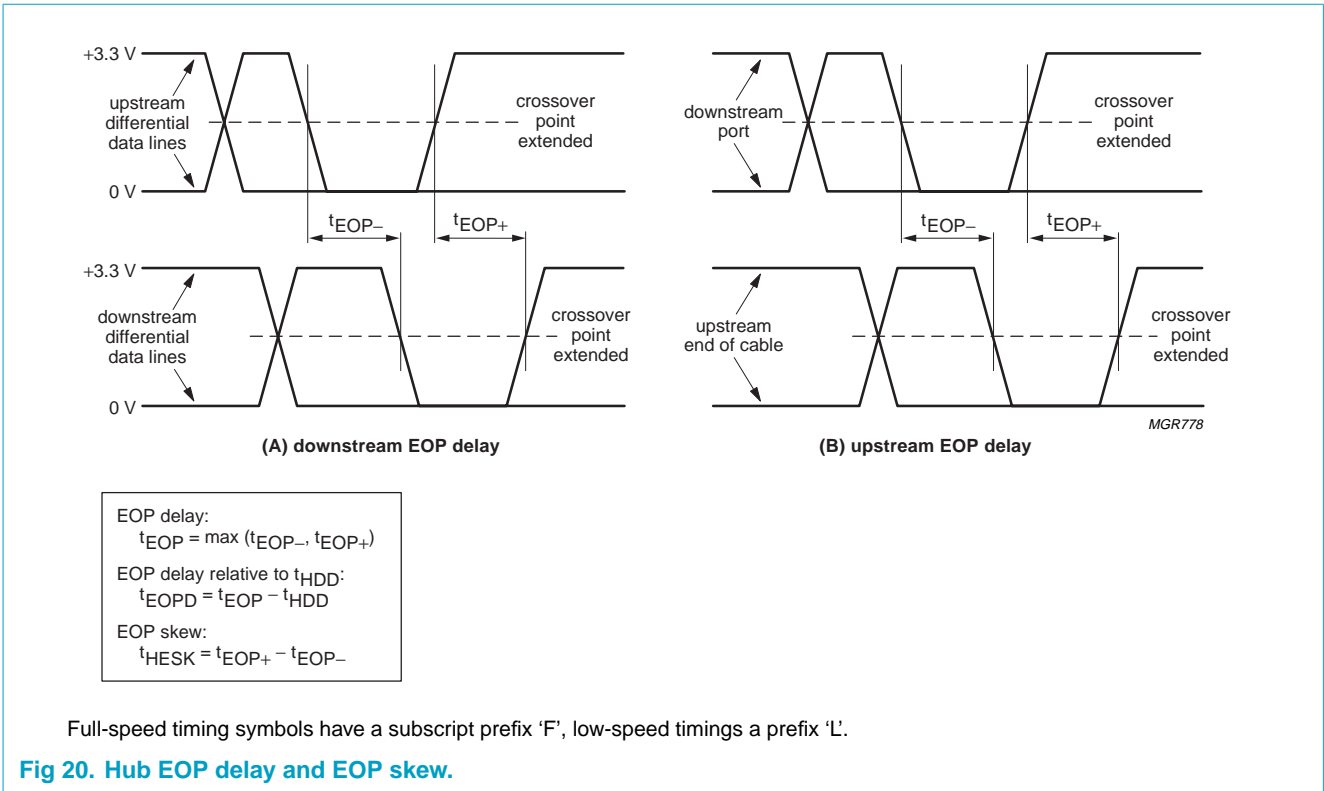 +3.3 V
upstream
differential
data lines
0 V
crossover
point
extended
tEOP−
tEOP+
+3.3 V
downstream
differential
data lines
0 V
crossover
point
extended
(A) downstream EOP delay
+3.3 V
downstream
port
0 V
crossover
point
extended
tEOP−
tEOP+
upstream
end of cable
crossover
point
extended
MGR778
(B) upstream EOP delay
EOP delay:
tEOP = max (tEOP−, tEOP+)
EOP delay relative to tHDD:
tEOPD = tEOP − tHDD
EOP skew:
tHESK = tEOP+ − tEOP−
Full-speed timing symbols have a subscript prefix ‘F’, low-speed timings a prefix ‘L’.
Fig 20. Hub EOP delay and EOP skew.